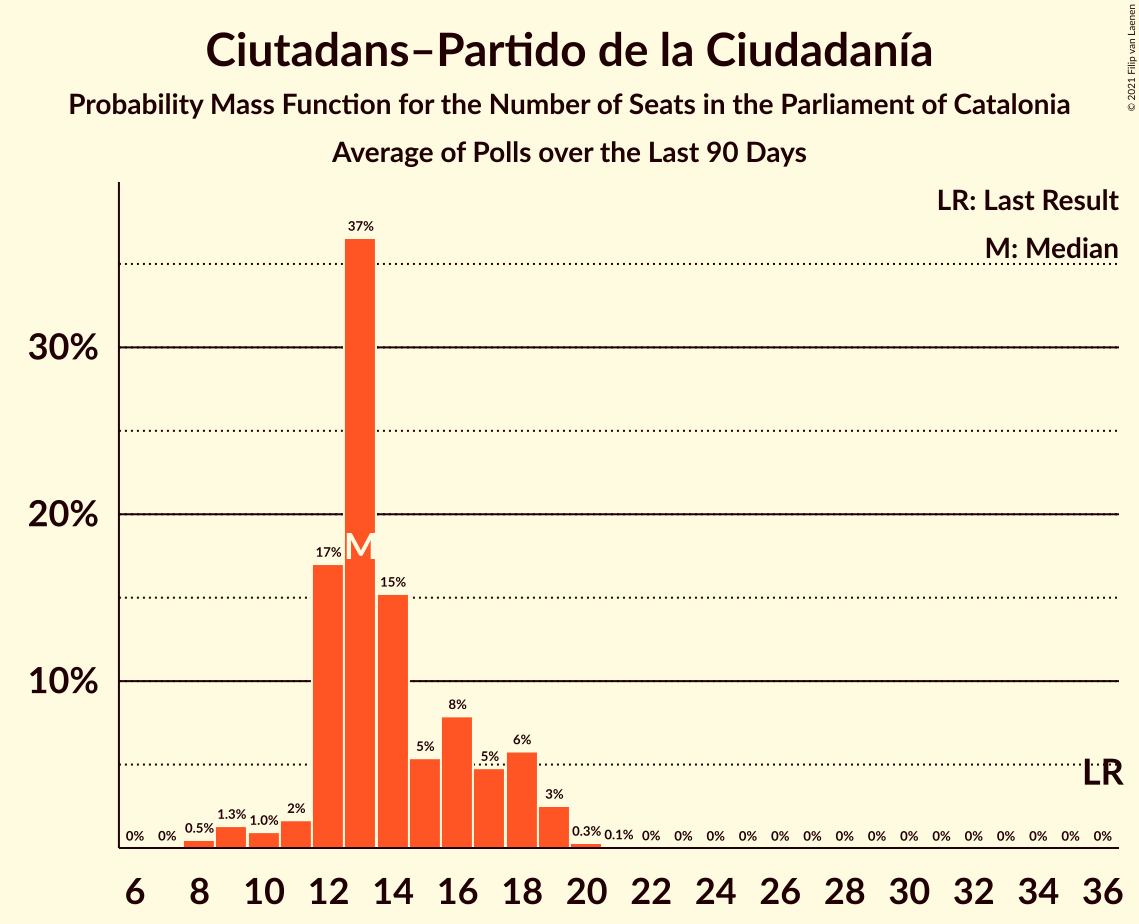 Ciutadans–Partido de la Ciudadanía
Probability Mass Function for the Number of Seats in the Parliament of Catalonia
Average of Polls over the Last 90 Days
© 2021 Filip van Laenen
LR: Last Result
M: Median
30%
20%
10%
0% 0% 0.5% 1.3% 1.0% 2% 17% 37% 15% 5% 8% 5% 6% 3% 0.3% 0.1% 0% 0% 0% 0% 0% 0% 0% 0% 0% 0% 0% 0% 0% 0% 0%
M
LR
6 8 10 12 14 16 18 20 22 24 26 28 30 32 34 36